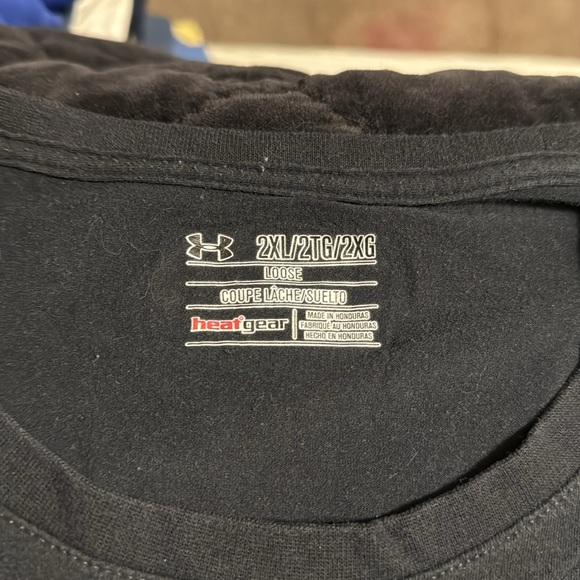 2XL/2TG/2XG
LOOSE
COUPE LÂCHE/SUELTO
heatgear
MADE IN HONDURAS
FABRIQUÉ AU HONDURAS
HECHO EN HONDURAS